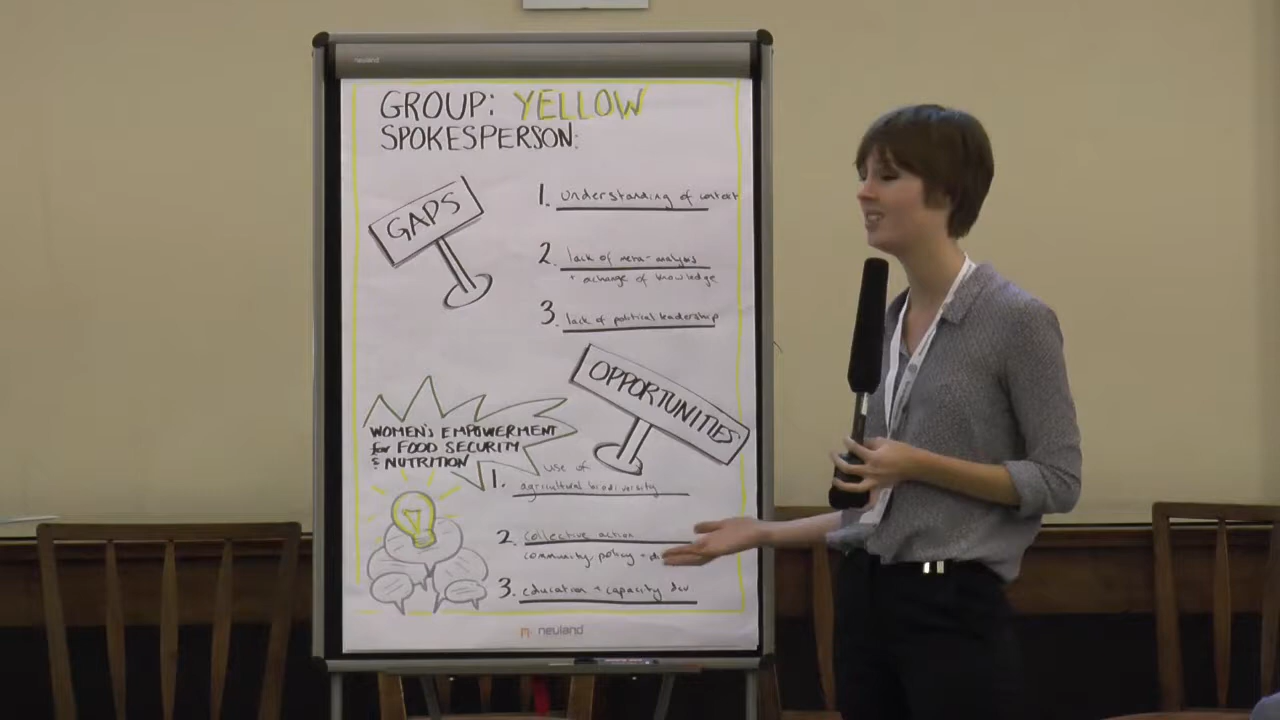 neuland
GROUP: YELLOW
SPOKESPERSON:
GAPS
1. understanding of context
2. lack of meta-analysis
+ exchange of knowledge
3. lack of political leadership
OPPORTUNITIES
WOMEN'S EMPOWERMENT
for FOOD SECURITY
& NUTRITION
1. use of
agricultural biodiversity
2. collective action
community, policy +
3. education + capacity dev
neuland